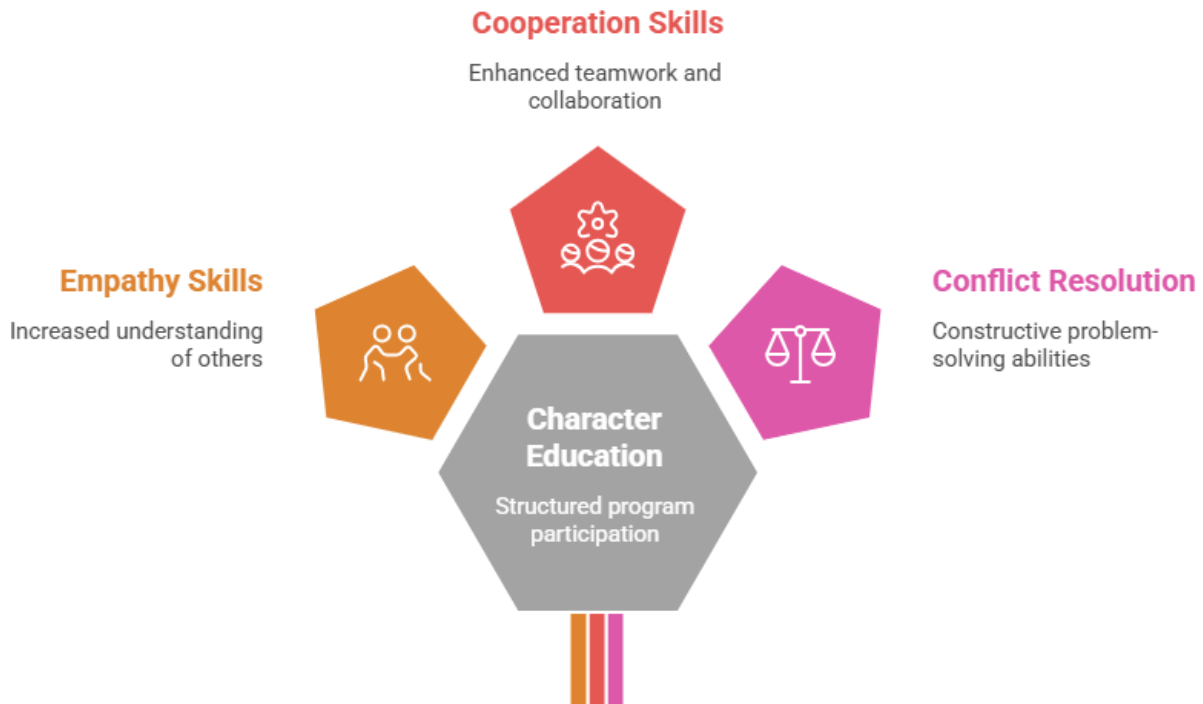 Cooperation Skills
Enhanced teamwork and
collaboration
Empathy Skills
Increased understanding
of others
Conflict Resolution
Constructive problem-
solving abilities
Character
Education
Structured program
participation